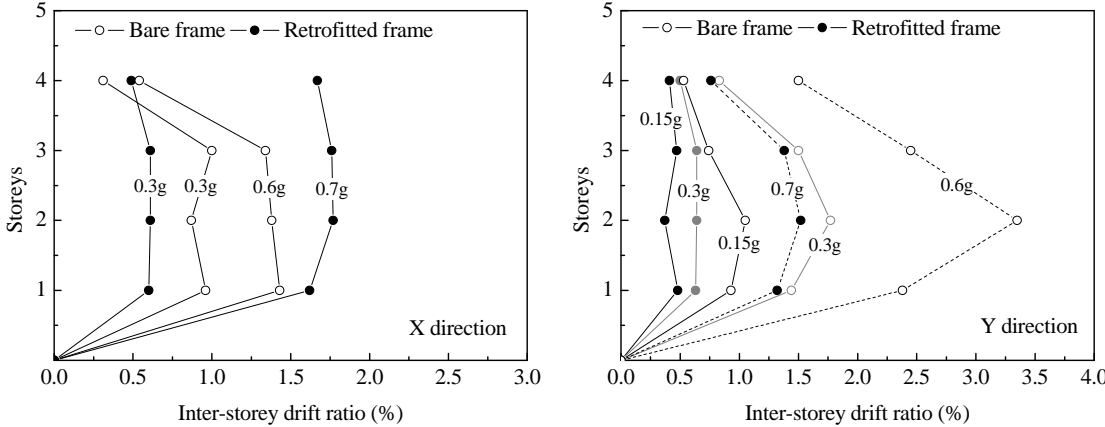 5
Bare frame Retrofitted frame
4
3
0.3g 0.3g 0.6g 0.7g
2
1
X direction
0
0.0 0.5 1.0 1.5 2.0 2.5 3.0
Storeys
Inter-storey drift ratio (%)
5
Bare frame Retrofitted frame
4
0.15g
3
0.3g 0.7g 0.6g
2
0.15g 0.3g
1
Y direction
0
0.0 0.5 1.0 1.5 2.0 2.5 3.0 3.5 4.0
Storeys
Inter-storey drift ratio (%)